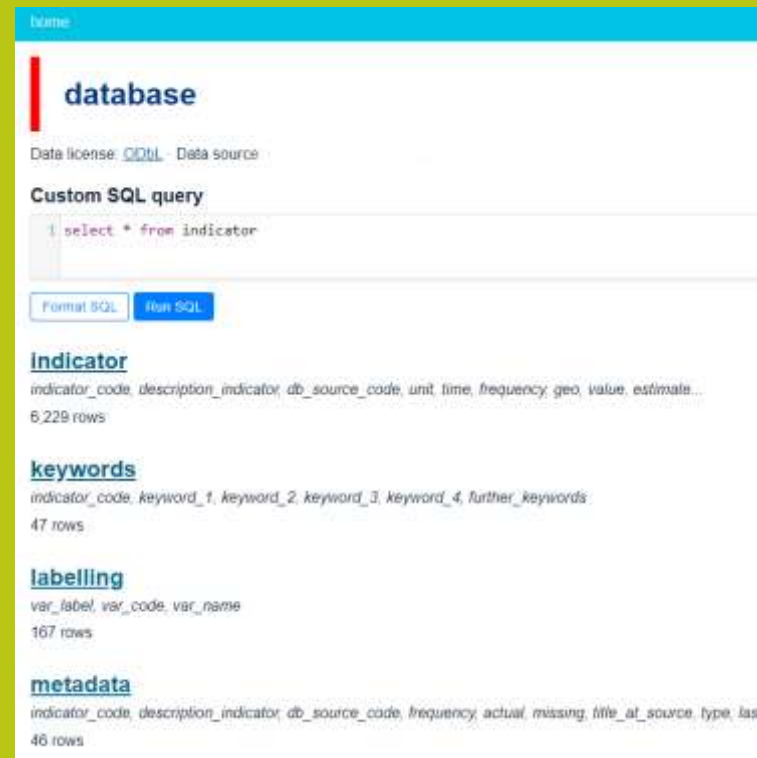 home
database
Data license: ODbL · Data source
Custom SQL query
1 select * from indicator
Format SQL Run SQL
indicator
indicator_code, description_indicator, db_source_code, unit, time, frequency, geo, value, estimate...
6,229 rows
keywords
indicator_code, keyword_1, keyword_2, keyword_3, keyword_4, further_keywords
47 rows
labelling
var_label, var_code, var_name
167 rows
metadata
indicator_code, description_indicator, db_source_code, frequency, actual, missing, title_at_source, type, las
46 rows